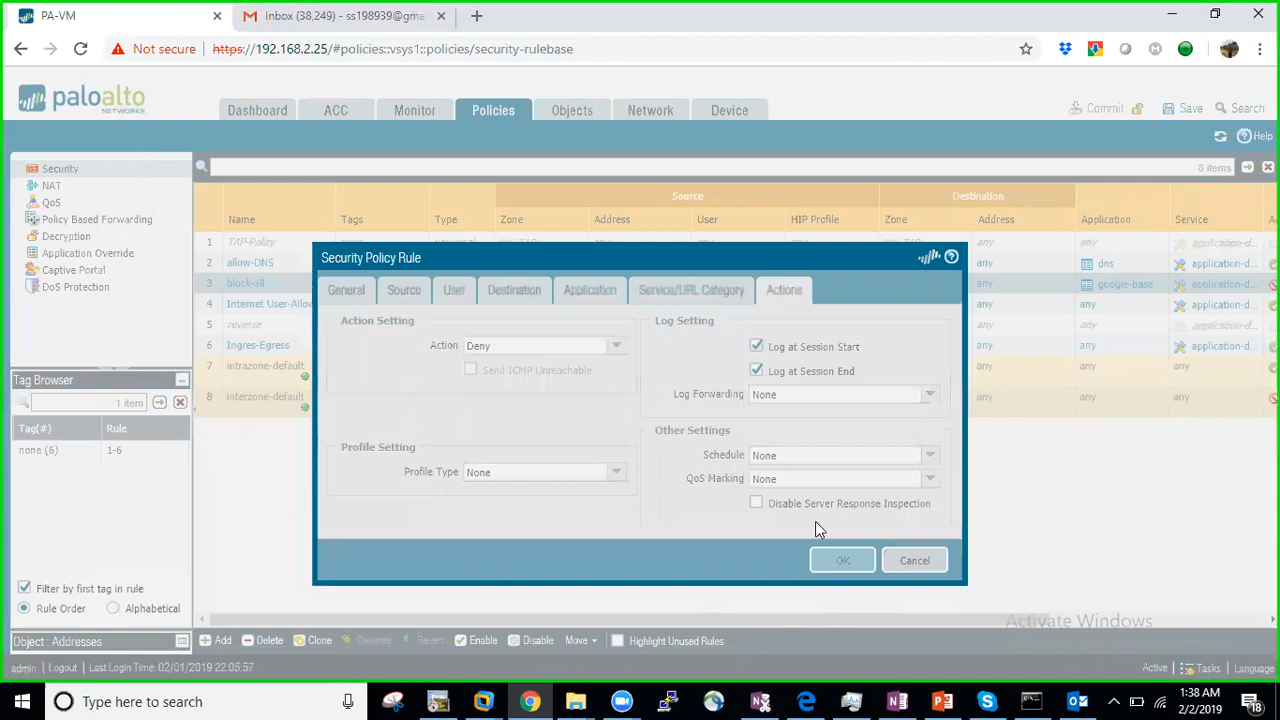 PA-VM
Inbox (38,249) - ss198939@gma
Not secure https://192.168.2.25/#policies::vsys1::policies/security-rulebase
paloalto
NETWORKS
Dashboard ACC Monitor Policies Objects Network Device
Commit Save Search
Help
Security
NAT
QoS
Policy Based Forwarding
Decryption
Application Override
Captive Portal
DoS Protection
8 items
Source Destination
Name Tags Type Zone Address User HIP Profile Zone Address Application Service
1 TAP-Policy any application-d...
2 allow-DNS any dns application-d...
3 block-all any google-base application-d...
4 Internet User-Allow any application-d...
5 reverse any application-d...
6 Ingres-Egress any application-d...
7 intrazone-default any any any
8 interzone-default any any any
Security Policy Rule
General Source User Destination Application Service/URL Category Actions
Action Setting
Action Deny
Send ICMP Unreachable
Profile Setting
Profile Type None
Log Setting
Log at Session Start
Log at Session End
Log Forwarding None
Other Settings
Schedule None
QoS Marking None
Disable Server Response Inspection
OK Cancel
Tag Browser
1 item
Tag(#) Rule
none (6) 1-6
Filter by first tag in rule
Rule Order Alphabetical
Object : Addresses
Add Delete Clone Override Revert Enable Disable Move Highlight Unused Rules
Activate Windows
admin Logout Last Login Time: 02/01/2019 22:05:57
Active Tasks Language
Type here to search
1:38 AM
2/2/2019
18